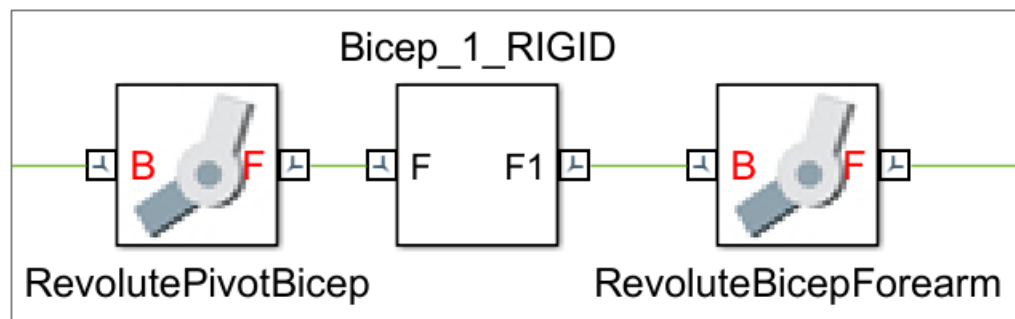 Bicep_1_RIGID
B F F F1 B F
RevolutePivotBicep RevoluteBicepForearm